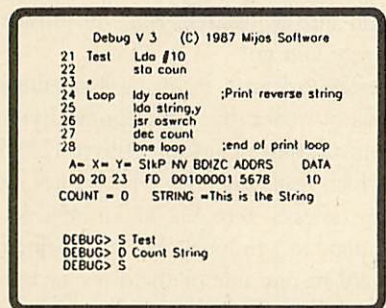 Debug V 3 (C) 1987 Mijos Software
21 Test Lda #10
22 sta coun
23 *
24 Loop ldy count ;Print reverse string
25 lda string,y
26 jsr oswrch
27 dec count
28 bne loop ;end of print loop
A= X= Y= StkP NV BDIZC ADDRS DATA
00 20 23 FD 00100001 5678 10
COUNT = 0 STRING =This is the String
DEBUG> S Test
DEBUG> D Count String
DEBUG> S